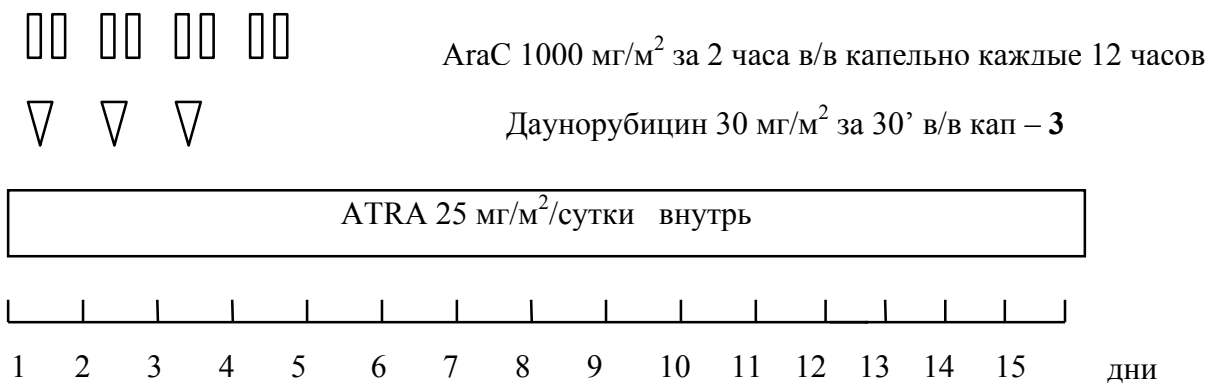 AraC 1000 мг/м² за 2 часа в/в капельно каждые 12 часов
Даунорубицин 30 мг/м² за 30’ в/в кап – 3
ATRA 25 мг/м²/сутки внутрь
1 2 3 4 5 6 7 8 9 10 11 12 13 14 15 дни